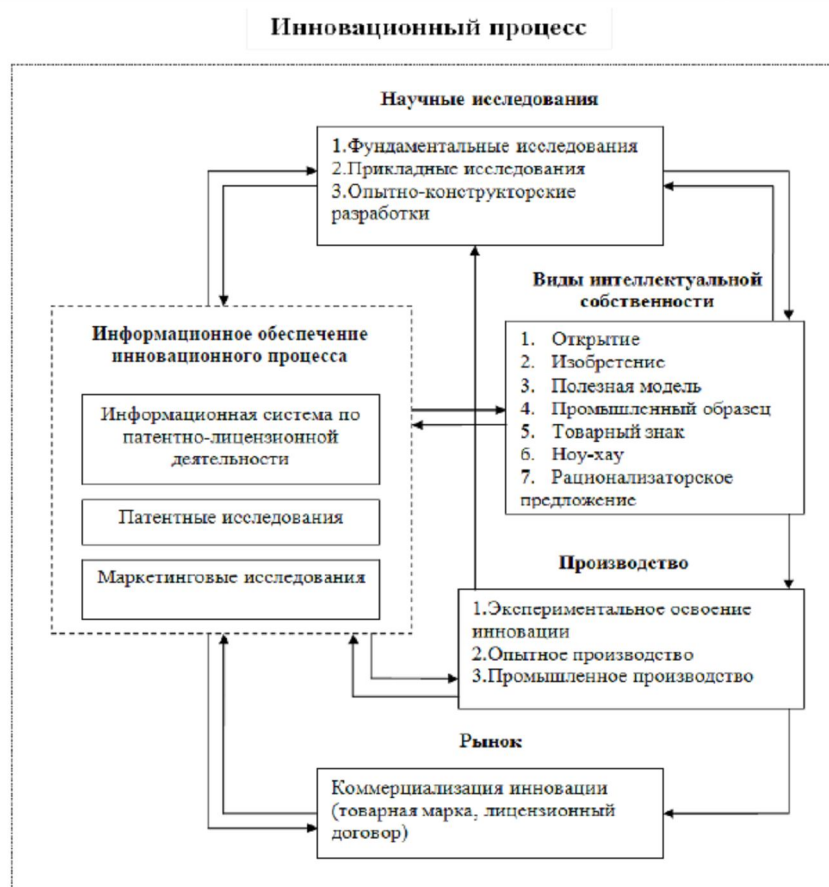 Инновационный процесс
Научные исследования
1.Фундаментальные исследования
2.Прикладные исследования
3.Опытно-конструкторские
разработки
Виды интеллектуальной
собственности
1. Открытие
2. Изобретение
3. Полезная модель
4. Промышленный образец
5. Товарный знак
6. Ноу-хау
7. Рационализаторское
предложение
Информационное обеспечение
инновационного процесса
Информационная система по
патентно-лицензионной
деятельности
Патентные исследования
Маркетинговые исследования
Производство
1.Экспериментальное освоение
инновации
2.Опытное производство
3.Промышленное производство
Рынок
Коммерциализация инновации
(товарная марка, лицензионный
договор)